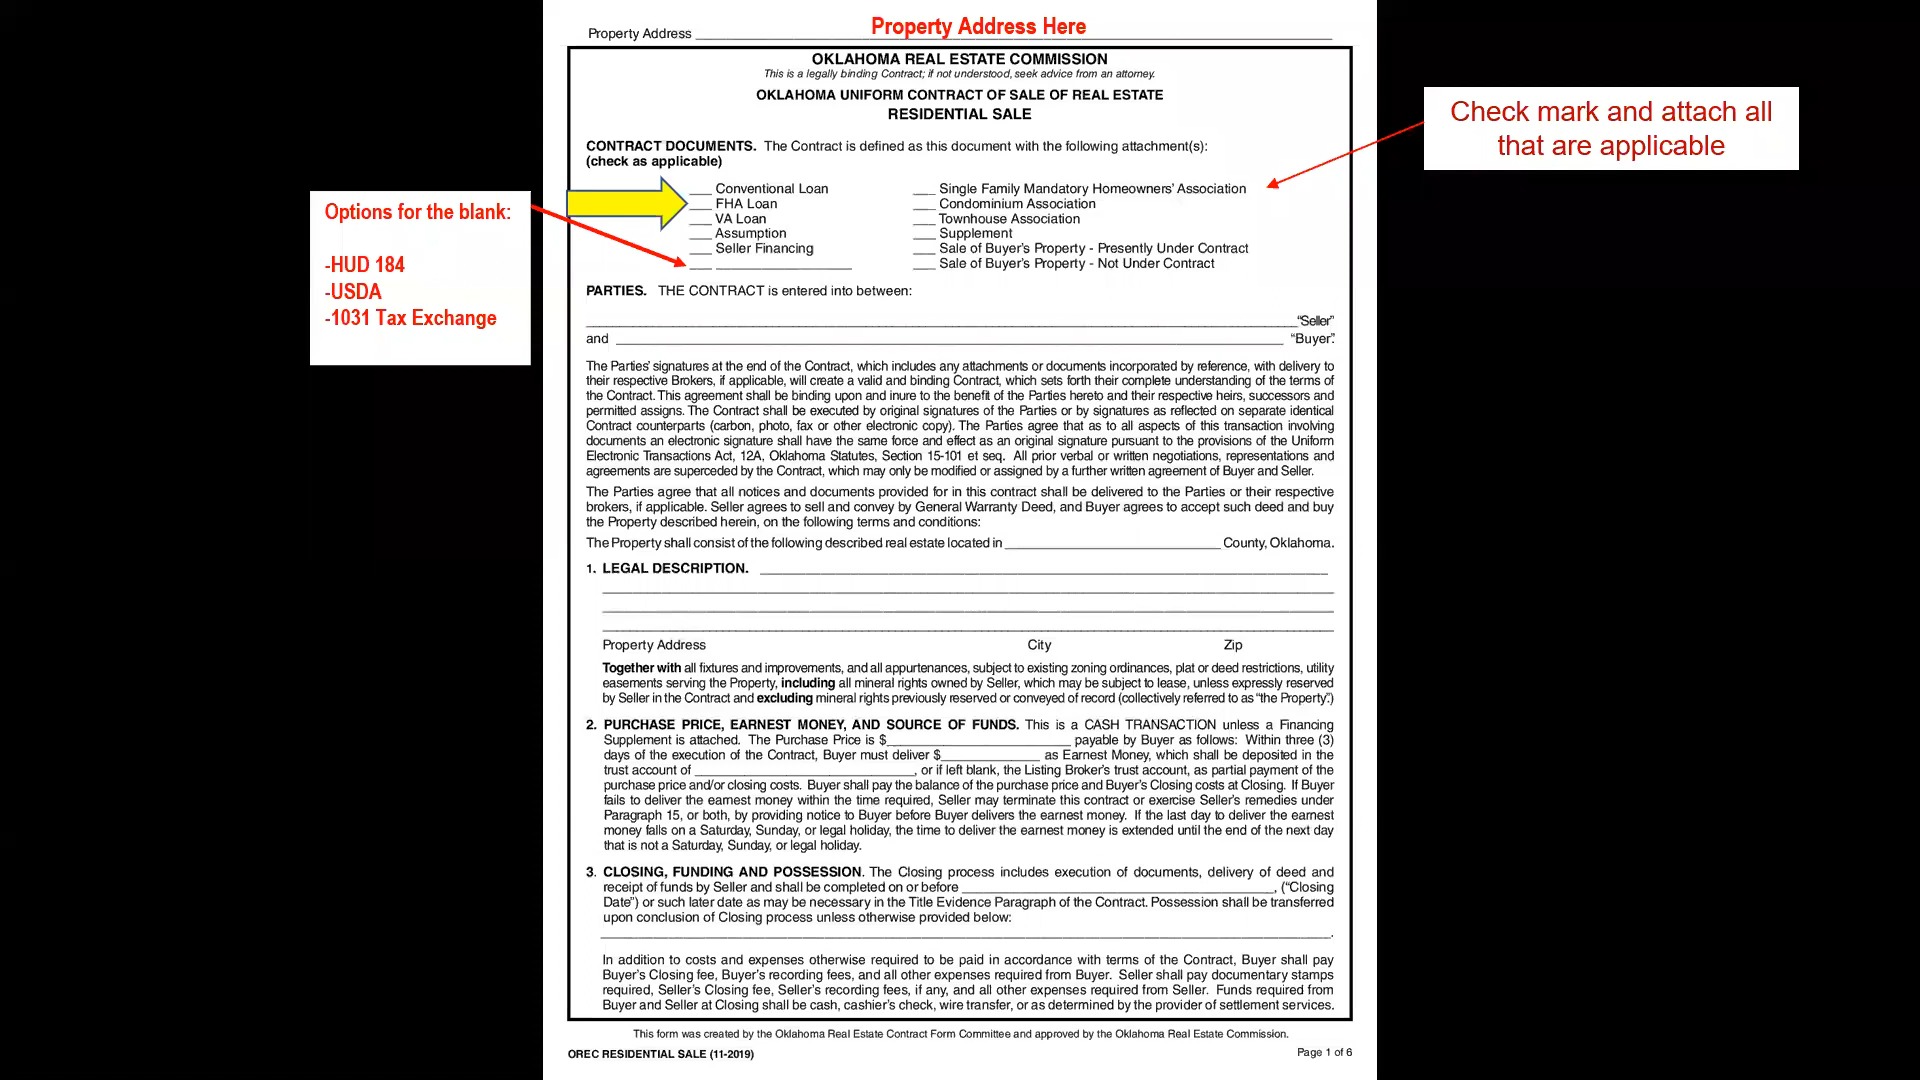 Property Address Here
Property Address
OKLAHOMA REAL ESTATE COMMISSION
This is a legally binding Contract; if not understood, seek advice from an attorney.
OKLAHOMA UNIFORM CONTRACT OF SALE OF REAL ESTATE
RESIDENTIAL SALE
Check mark and attach all
that are applicable
CONTRACT DOCUMENTS. The Contract is defined as this document with the following attachment(s):
(check as applicable)
___ Conventional Loan
___ FHA Loan
___ VA Loan
___ Assumption
___ Seller Financing
___ Single Family Mandatory Homeowners' Association
___ Condominium Association
___ Townhouse Association
___ Supplement
___ Sale of Buyer's Property - Presently Under Contract
___ Sale of Buyer's Property - Not Under Contract
Options for the blank:
-HUD 184
-USDA
-1031 Tax Exchange
PARTIES. THE CONTRACT is entered into between:
"Seller"
and "Buyer".
The Parties' signatures at the end of the Contract, which includes any attachments or documents incorporated by reference, with delivery to
their respective Brokers, if applicable, will create a valid and binding Contract, which sets forth their complete understanding of the terms of
the Contract. This agreement shall be binding upon and inure to the benefit of the Parties hereto and their respective heirs, successors and
permitted assigns. The Contract shall be executed by original signatures of the Parties or by signatures as reflected on separate identical
Contract counterparts (carbon, photo, fax or other electronic copy). The Parties agree that as to all aspects of this transaction involving
documents an electronic signature shall have the same force and effect as an original signature pursuant to the provisions of the Uniform
Electronic Transactions Act, 12A, Oklahoma Statutes, Section 15-101 et seq. All prior verbal or written negotiations, representations and
agreements are superceded by the Contract, which may only be modified or assigned by a further written agreement of Buyer and Seller.
The Parties agree that all notices and documents provided for in this contract shall be delivered to the Parties or their respective
brokers, if applicable. Seller agrees to sell and convey by General Warranty Deed, and Buyer agrees to accept such deed and buy
the Property described herein, on the following terms and conditions:
The Property shall consist of the following described real estate located in ____________ County, Oklahoma.
1. LEGAL DESCRIPTION.
Property Address City Zip
Together with all fixtures and improvements, and all appurtenances, subject to existing zoning ordinances, plat or deed restrictions, utility
easements serving the Property, including all mineral rights owned by Seller, which may be subject to lease, unless expressly reserved
by Seller in the Contract and excluding mineral rights previously reserved or conveyed of record (collectively referred to as "the Property".)
2. PURCHASE PRICE, EARNEST MONEY, AND SOURCE OF FUNDS. This is a CASH TRANSACTION unless a Financing
Supplement is attached. The Purchase Price is $____________ payable by Buyer as follows: Within three (3)
days of the execution of the Contract, Buyer must deliver $____________ as Earnest Money, which shall be deposited in the
trust account of ____________, or if left blank, the Listing Broker's trust account, as partial payment of the
purchase price and/or closing costs. Buyer shall pay the balance of the purchase price and Buyer's Closing costs at Closing. If Buyer
fails to deliver the earnest money within the time required, Seller may terminate this contract or exercise Seller's remedies under
Paragraph 15, or both, by providing notice to Buyer before Buyer delivers the earnest money. If the last day to deliver the earnest
money falls on a Saturday, Sunday, or legal holiday, the time to deliver the earnest money is extended until the end of the next day
that is not a Saturday, Sunday, or legal holiday.
3. CLOSING, FUNDING AND POSSESSION. The Closing process includes execution of documents, delivery of deed and
receipt of funds by Seller and shall be completed on or before ____________, ("Closing
Date") or such later date as may be necessary in the Title Evidence Paragraph of the Contract. Possession shall be transferred
upon conclusion of Closing process unless otherwise provided below:
In addition to costs and expenses otherwise required to be paid in accordance with terms of the Contract, Buyer shall pay
Buyer's Closing fee, Buyer's recording fees, and all other expenses required from Buyer. Seller shall pay documentary stamps
required, Seller's Closing fee, Seller's recording fees, if any, and all other expenses required from Seller. Funds required from
Buyer and Seller at Closing shall be cash, cashier's check, wire transfer, or as determined by the provider of settlement services.
This form was created by the Oklahoma Real Estate Contract Form Committee and approved by the Oklahoma Real Estate Commission.
OREC RESIDENTIAL SALE (11-2019)
Page 1 of 6